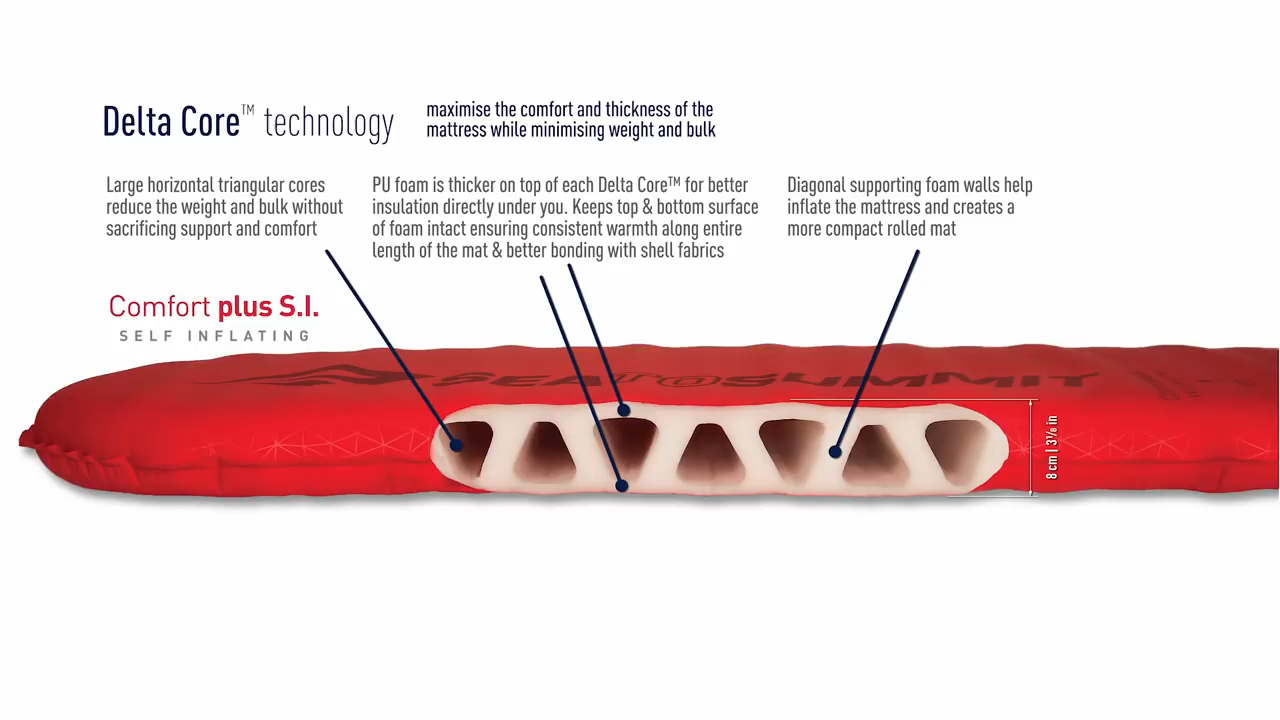 Delta Core™ technology
maximise the comfort and thickness of the
mattress while minimising weight and bulk
Large horizontal triangular cores
reduce the weight and bulk without
sacrificing support and comfort
PU foam is thicker on top of each Delta Core™ for better
insulation directly under you. Keeps top & bottom surface
of foam intact ensuring consistent warmth along entire
length of the mat & better bonding with shell fabrics
Diagonal supporting foam walls help
inflate the mattress and creates a
more compact rolled mat
Comfort plus S.I.
SELF INFLATING
SEA TO SUMMIT
8 cm | 3⅛ in